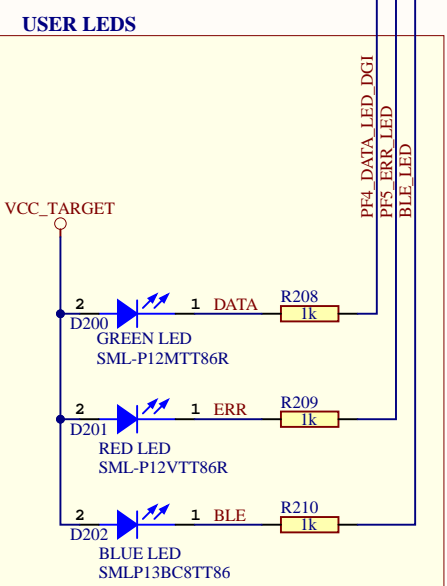 USER LEDS
PF4_DATA_LED_DGI
PF5_ERR_LED
BLE_LED
VCC_TARGET
2 1 DATA R208
D200 1k
GREEN LED
SML-P12MTT86R
2 1 ERR R209
D201 1k
RED LED
SML-P12VTT86R
2 1 BLE R210
D202 1k
BLUE LED
SMLP13BC8TT86